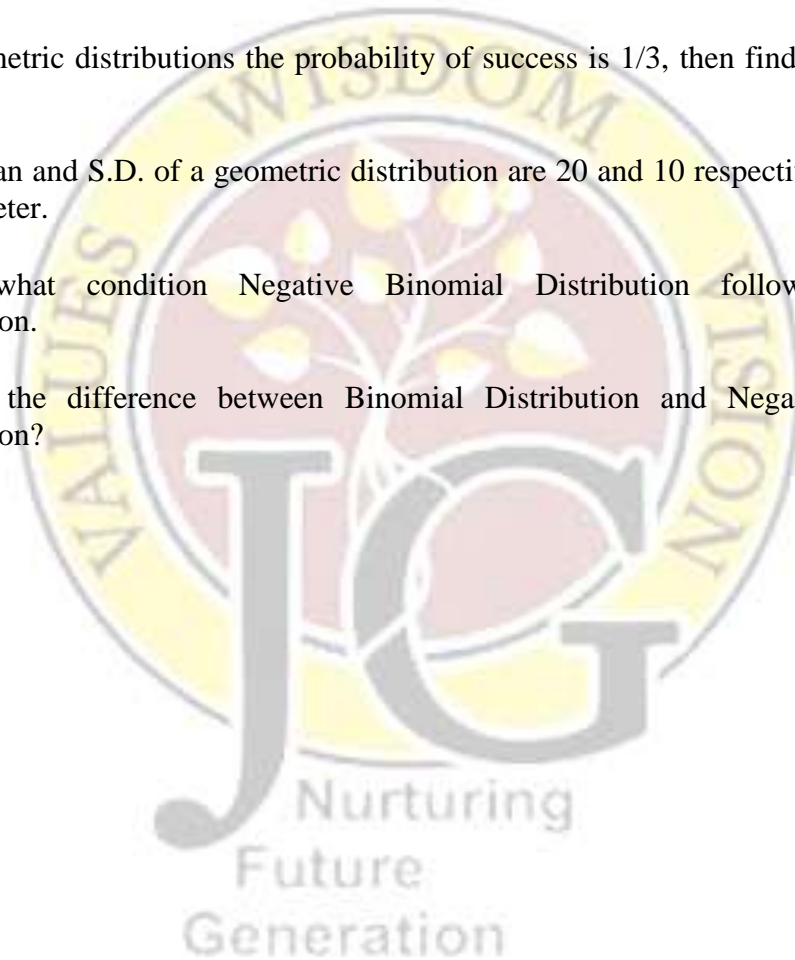 netric distributions the probability of success is 1/3, then find
an and S.D. of a geometric distribution are 20 and 10 respectiv
eter.
what condition Negative Binomial Distribution follow
on.
the difference between Binomial Distribution and Nega
on?
WISDOM
VALUES
VISION
JG
Nurturing
Future
Generation